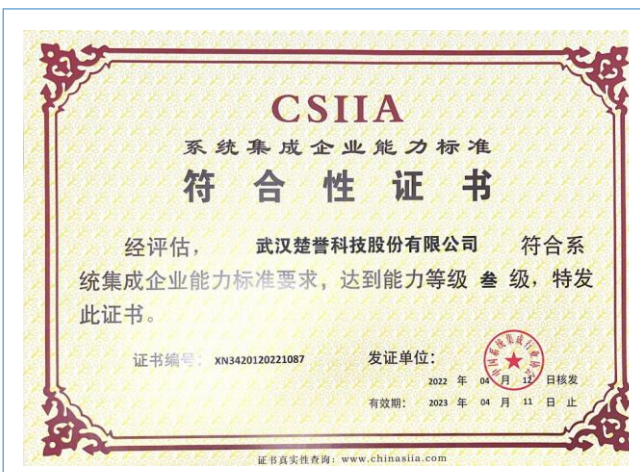 CSIIA
系统集成企业能力标准
符合性证书
经评估， 武汉楚誉科技股份有限公司 符合系
统集成企业能力标准要求，达到能力等级 叁 级，特发
此证书。
证书编号： XN3420120221087 发证单位：
2022 年 04 月 12 日核发
有效期： 2023 年 04 月 11 日 止
证书真实性查询：www.chinasiia.com